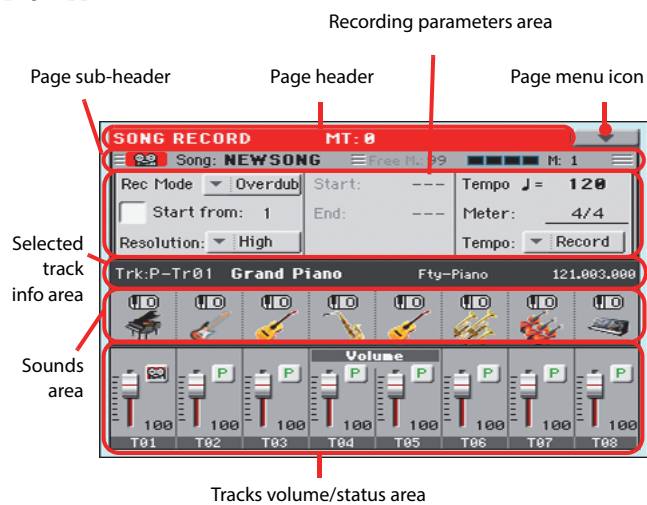 Recording parameters area
Page sub-header
Page header
Page menu icon
SONG RECORD MT: 0
Song: NEWSONG Free M.: 99 M: 1
Rec Mode Overdub Start: --- Tempo ♩= 120
Start from: 1 End: --- Meter: 4/4
Resolution: High Tempo: Record
Selected
track
info area
Trk:P-Tr01 Grand Piano Fty-Piano 121.003.000
Sounds
area
Volume
P P P P P P P
100 100 100 100 100 100 100 100
T01 T02 T03 T04 T05 T06 T07 T08
Tracks volume/status area